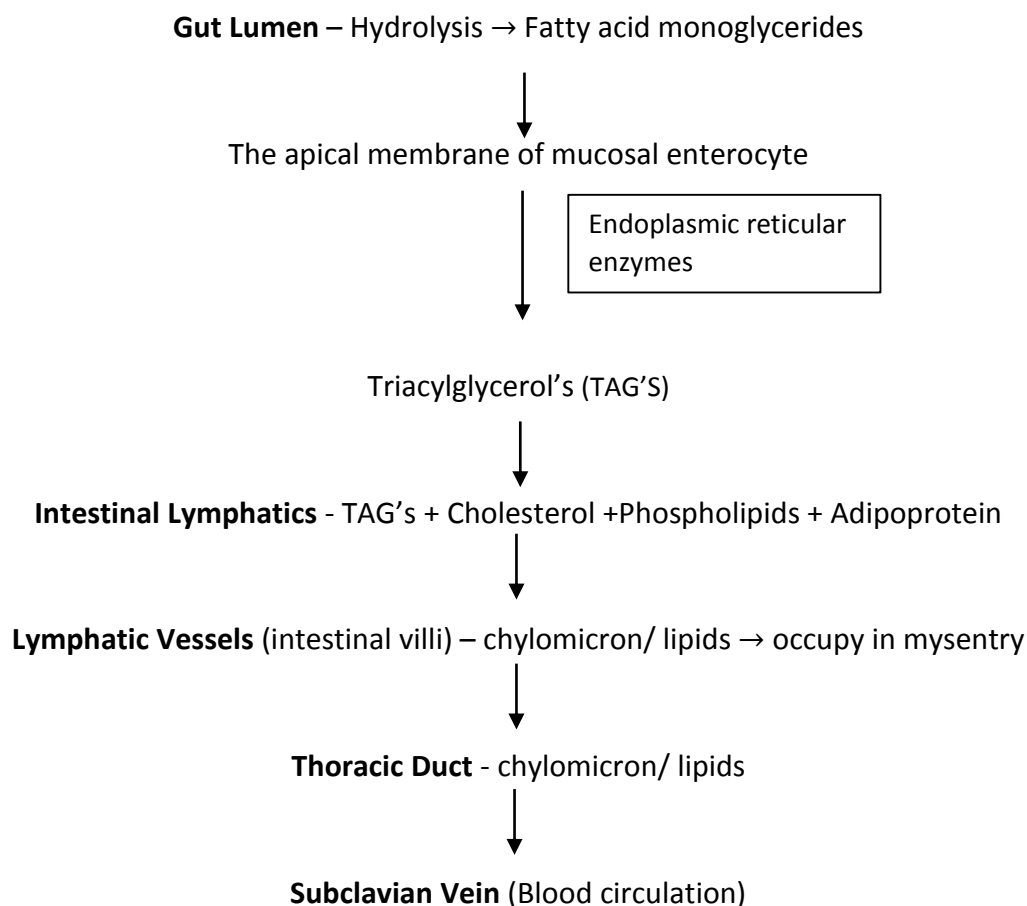 Gut Lumen – Hydrolysis → Fatty acid monoglycerides
The apical membrane of mucosal enterocyte
Endoplasmic reticular
enzymes
Triacylglycerol’s (TAG’S)
Intestinal Lymphatics - TAG’s + Cholesterol +Phospholipids + Adipoprotein
Lymphatic Vessels (intestinal villi) – chylomicron/ lipids → occupy in mysentry
Thoracic Duct - chylomicron/ lipids
Subclavian Vein (Blood circulation)